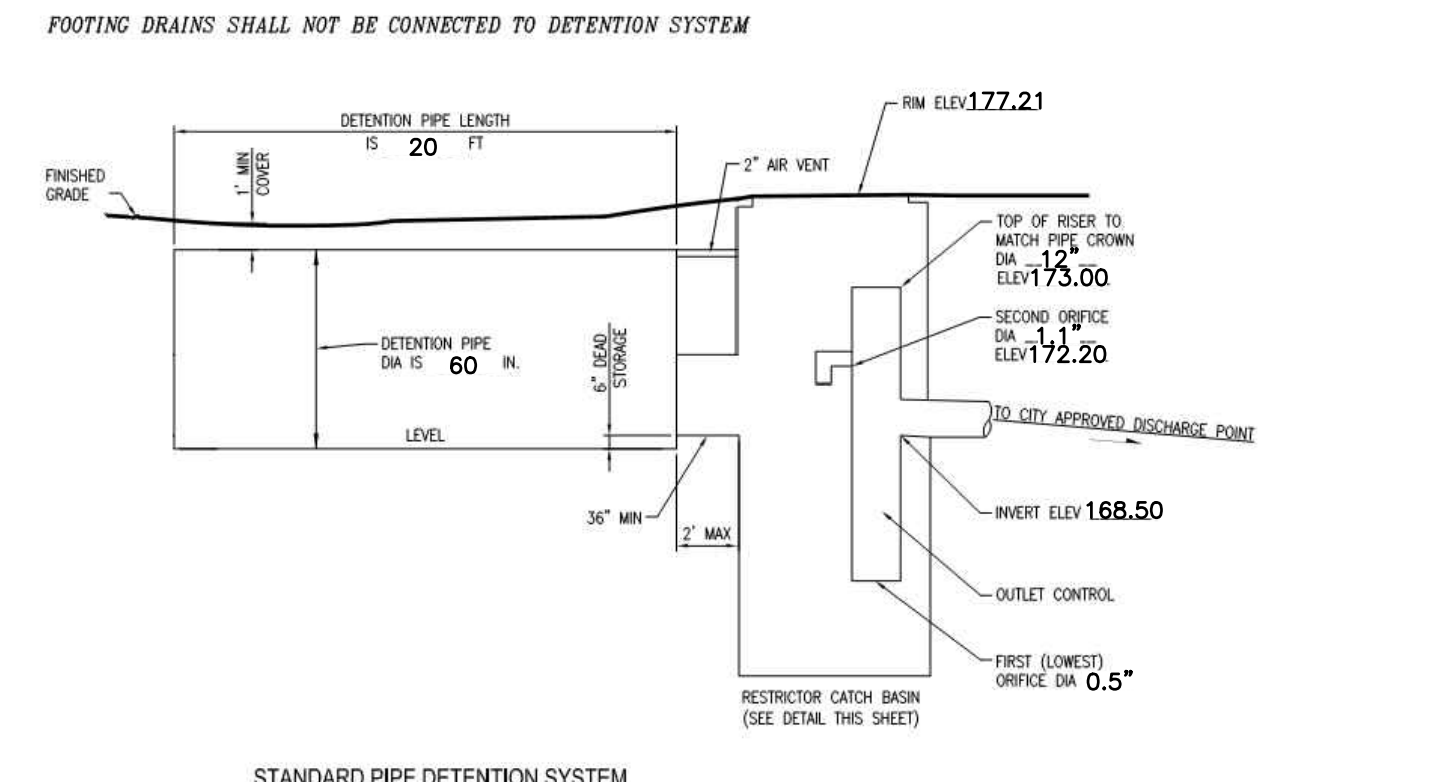 FOOTING DRAINS SHALL NOT BE CONNECTED TO DETENTION SYSTEM
RIM ELEV 177.21
DETENTION PIPE LENGTH
IS 20 FT
1' MIN
COVER
2" AIR VENT
FINISHED
GRADE
TOP OF RISER TO
MATCH PIPE CROWN
DIA 12"
ELEV 173.00
SECOND ORIFICE
DIA 1.1"
ELEV 172.20
DETENTION PIPE
DIA IS 60 IN.
6" DEAD
STORAGE
LEVEL
TO CITY APPROVED DISCHARGE POINT
36" MIN
2' MAX
INVERT ELEV 168.50
OUTLET CONTROL
FIRST (LOWEST)
ORIFICE DIA 0.5"
RESTRICTOR CATCH BASIN
(SEE DETAIL THIS SHEET)
STANDARD PIPE DETENTION SYSTEM